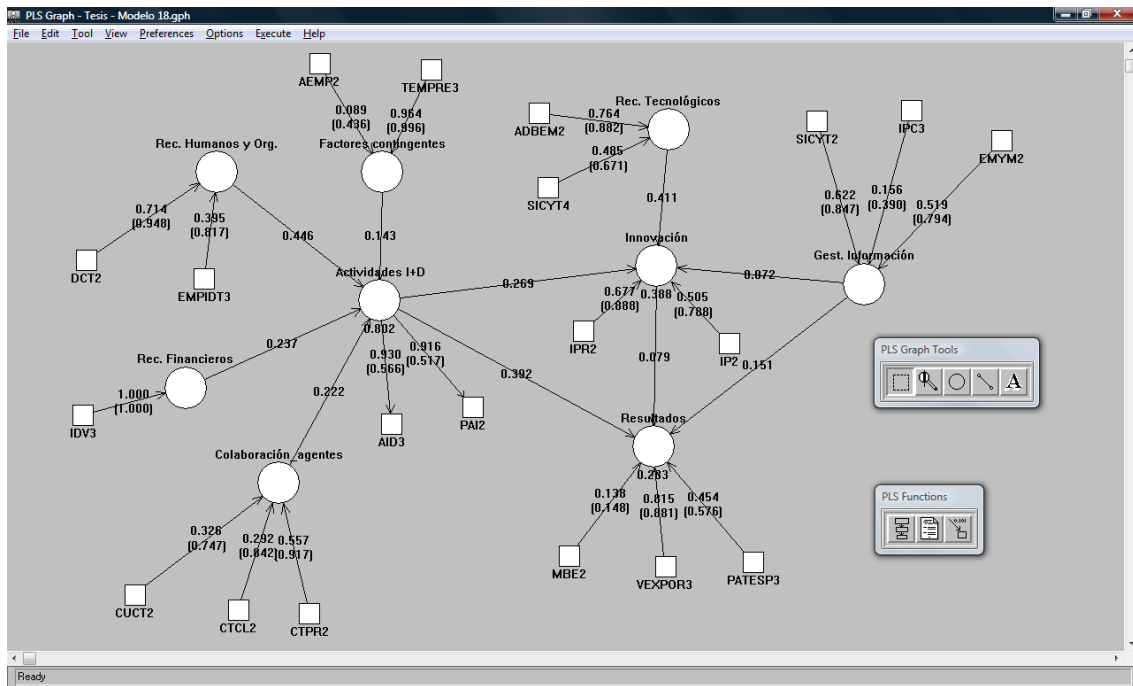 PLS Graph - Tesis - Modelo 18.gph
File Edit Tool View Preferences Options Execute Help
AEMP2
TEMPRE3
0.089
(0.436)
0.964
(0.996)
Factores contingentes
Rec. Humanos y Org.
0.714
(0.948)
0.395
(0.817)
DCT2
EMPIDT3
0.446
0.143
Rec. Tecnológicos
ADBEM2
0.764
(0.882)
0.485
(0.671)
SICYT4
0.411
SICYT2
IPC3
EMYM2
0.622
(0.847)
0.156
(0.390)
0.519
(0.794)
Gest. Información
Innovación
0.072
Actividades I+D
0.269
0.802
0.677
(0.888)
0.388
0.505
(0.788)
IPR2
IP2
0.079
0.151
Rec. Financieros
0.237
1.000
(1.000)
IDV3
0.222
0.930
(0.566)
0.916
(0.517)
AID3
PAI2
0.392
Resultados
0.283
Colaboración_agentes
0.326
(0.747)
0.292
(0.842)
0.557
(0.917)
CUCT2
CTCL2
CTPR2
0.138
(0.148)
0.815
(0.881)
0.454
(0.576)
MBE2
VEXPOR3
PATESP3
PLS Graph Tools
A
PLS Functions
Ready